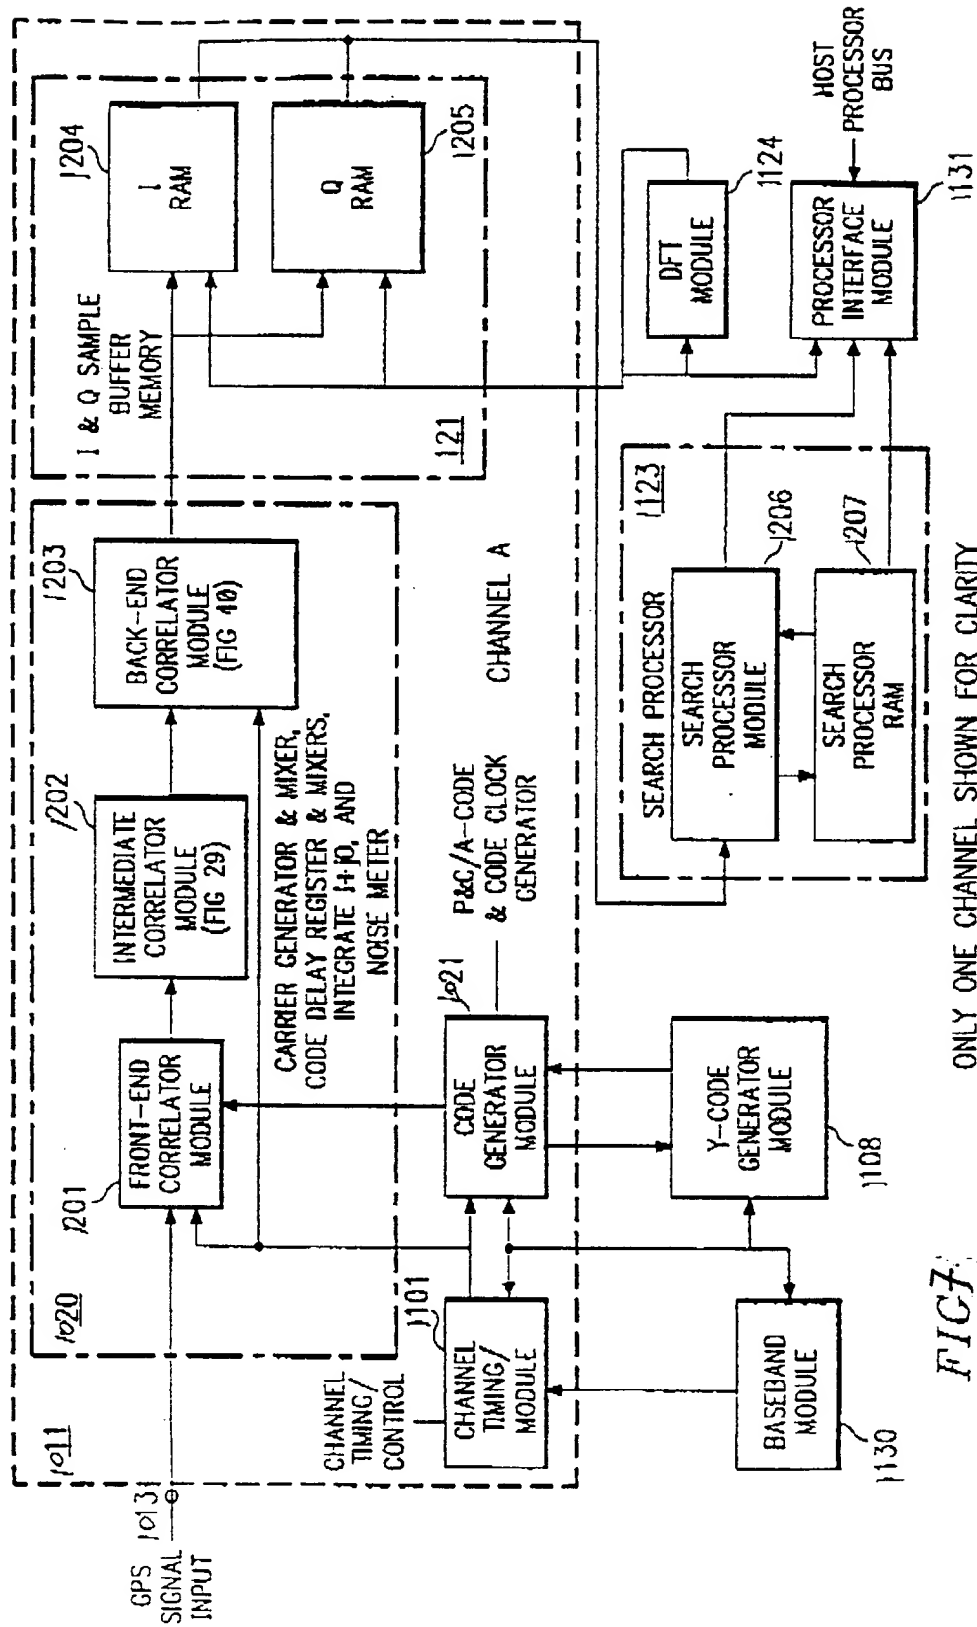 GPS
SIGNAL
INPUT
1013
1011
1020
1201
FRONT-END
CORRELATOR
MODULE
1202
INTERMEDIATE
CORRELATOR
MODULE
(FIG 29)
1203
BACK-END
CORRELATOR
MODULE
(FIG 10)
CARRIER GENERATOR & MIXER,
CODE DELAY REGISTER & MIXERS,
INTEGRATE I+jQ, AND
NOISE METER
I & Q SAMPLE
BUFFER
MEMORY
121
1204
I
RAM
Q
RAM
1205
CHANNEL
TIMING/
CONTROL
1101
CHANNEL
TIMING/
MODULE
1021
CODE
GENERATOR
MODULE
P&C/A-CODE
& CODE CLOCK
GENERATOR
CHANNEL A
BASEBAND
MODULE
1130
Y-CODE
GENERATOR
MODULE
1108
SEARCH PROCESSOR
1123
SEARCH
PROCESSOR
MODULE
1206
SEARCH
PROCESSOR
RAM
1207
DFT
MODULE
1124
PROCESSOR
INTERFACE
MODULE
1131
HOST
PROCESSOR
BUS
ONLY ONE CHANNEL SHOWN FOR CLARITY
FIG 7